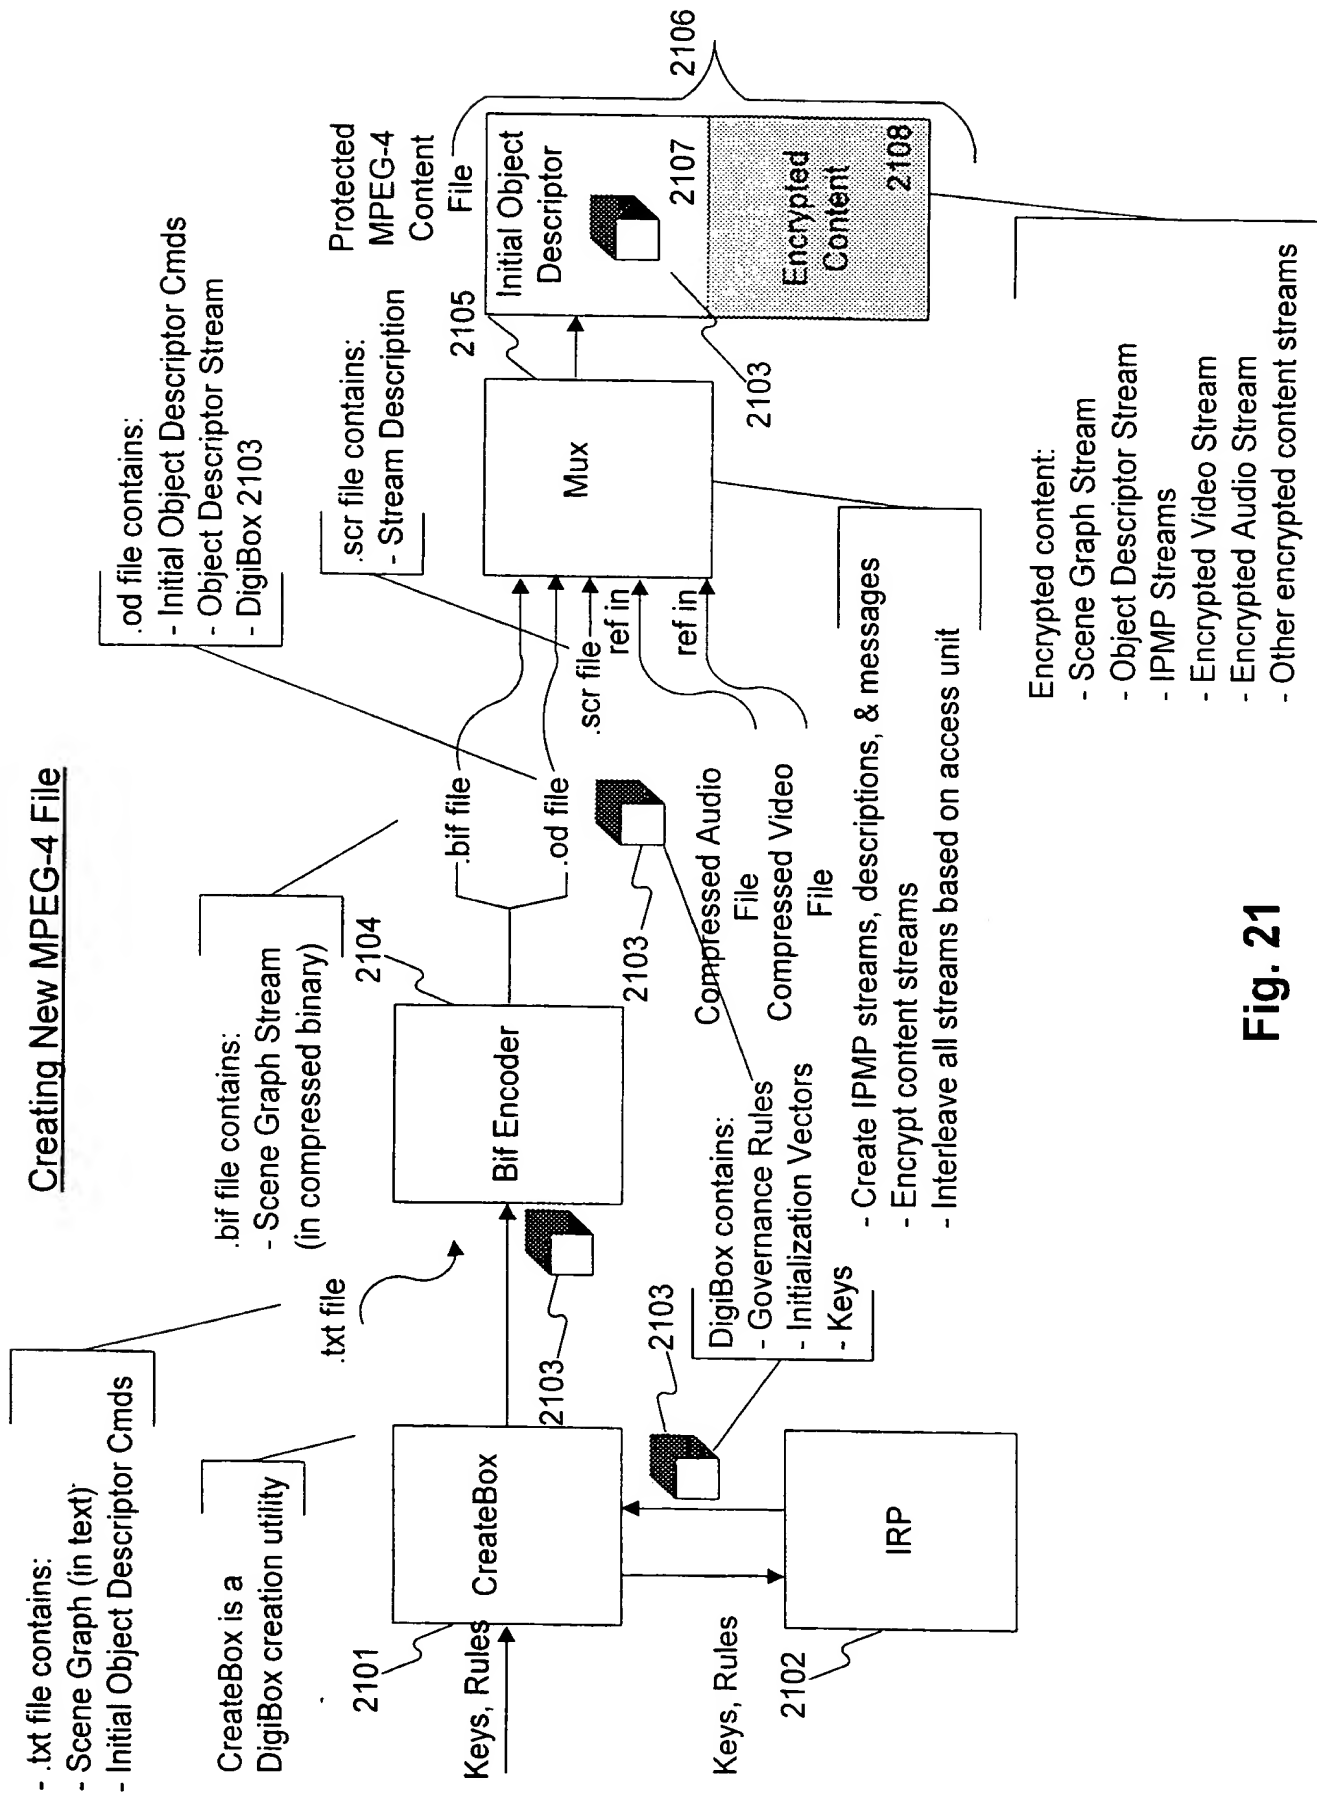 Creating New MPEG-4 File
- .txt file contains:
- Scene Graph (in text)
- Initial Object Descriptor Cmds
CreateBox is a
DigiBox creation utility
.bif file contains:
- Scene Graph Stream
(in compressed binary)
.od file contains:
- Initial Object Descriptor Cmds
- Object Descriptor Stream
- DigiBox 2103
.scr file contains:
- Stream Description
Protected
MPEG-4
Content
File
2101
Keys, Rules
CreateBox
.txt file
2103
2104
Bif Encoder
.bif file
.od file
2103
.scr file
ref in
ref in
Compressed Audio
File
Compressed Video
File
2105
Mux
Initial Object
Descriptor
2107
2103
Encrypted
Content
2108
2106
Keys, Rules
2103
2102
IRP
DigiBox contains:
- Governance Rules
- Initialization Vectors
- Keys
- Create IPMP streams, descriptions, & messages
- Encrypt content streams
- Interleave all streams based on access unit
Encrypted content:
- Scene Graph Stream
- Object Descriptor Stream
- IPMP Streams
- Encrypted Video Stream
- Encrypted Audio Stream
- Other encrypted content streams
Fig. 21